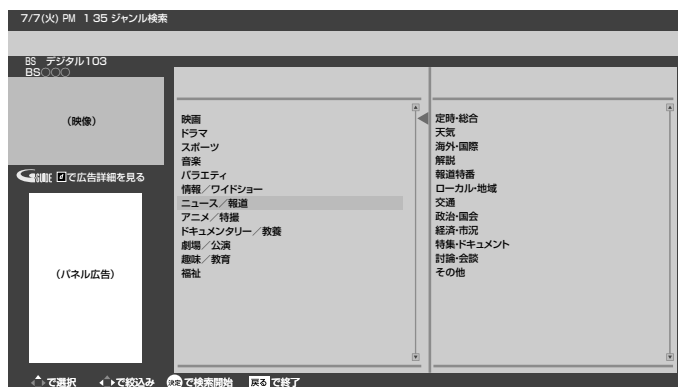 7/7(火) PM 1 35 ジャンル検索
BS デジタル103
BS○○○
(映像)
GGUIDE dで広告詳細を見る
(パネル広告)
映画
ドラマ
スポーツ
音楽
バラエティ
情報/ワイドショー
ニュース/報道
アニメ/特撮
ドキュメンタリー/教養
劇場/公演
趣味/教育
福祉
定時・総合
天気
海外・国際
解説
報道特番
ローカル・地域
交通
政治・国会
経済・市況
特集・ドキュメント
討論・会談
その他
で選択 で絞込み 決定で検索開始 戻るで終了